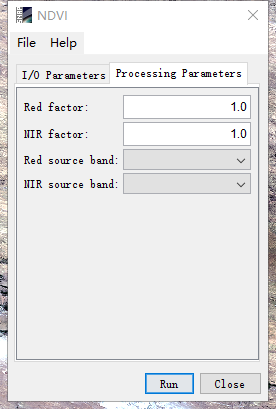 NDVI
File Help
I/O Parameters Processing Parameters
Red factor: 1.0
NIR factor: 1.0
Red source band:
NIR source band:
Run Close